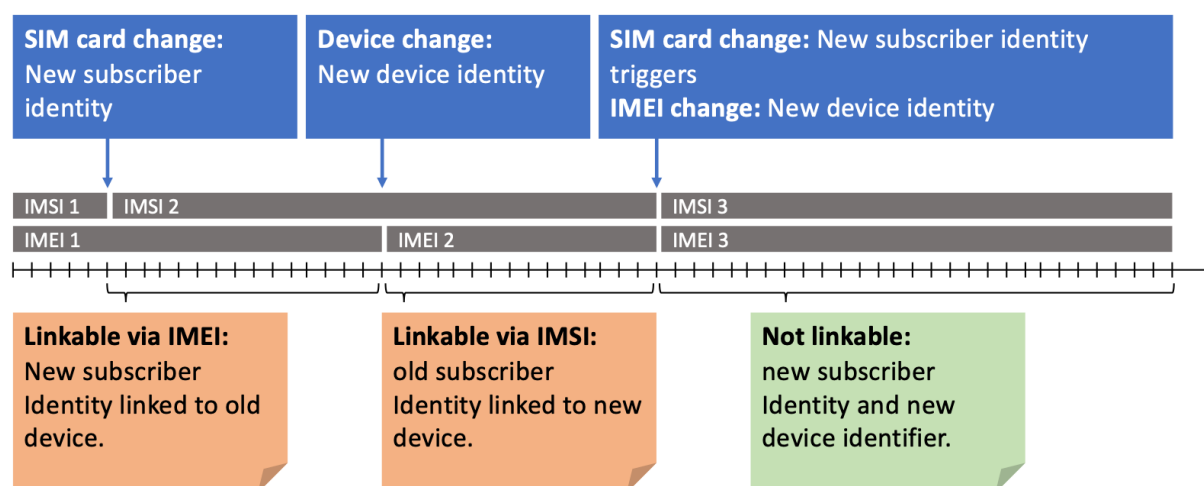 SIM card change:
New subscriber
identity
Device change:
New device identity
SIM card change: New subscriber identity
triggers
IMEI change: New device identity
IMSI 1
IMSI 2
IMSI 3
IMEI 1
IMEI 2
IMEI 3
Linkable via IMEI:
New subscriber
Identity linked to old
device.
Linkable via IMSI:
old subscriber
Identity linked to new
device.
Not linkable:
new subscriber
Identity and new
device identifier.